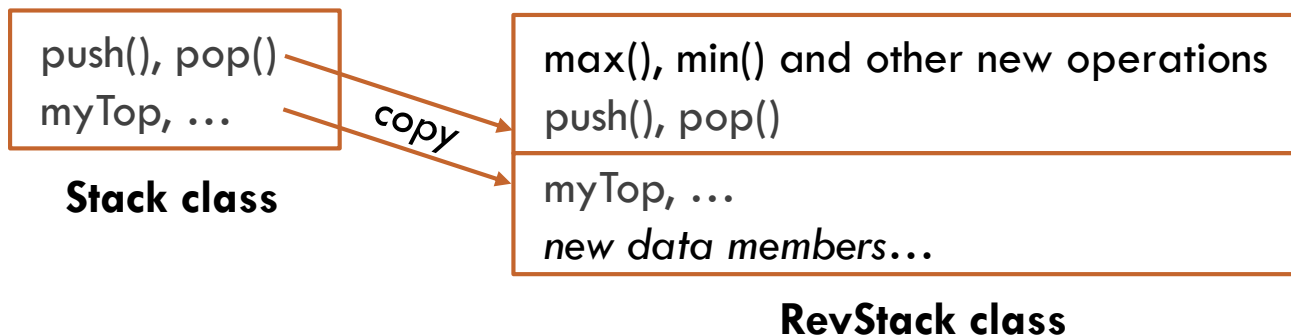 push(), pop()
myTop, …
copy
Stack class
max(), min() and other new operations
push(), pop()
myTop, …
new data members…
RevStack class